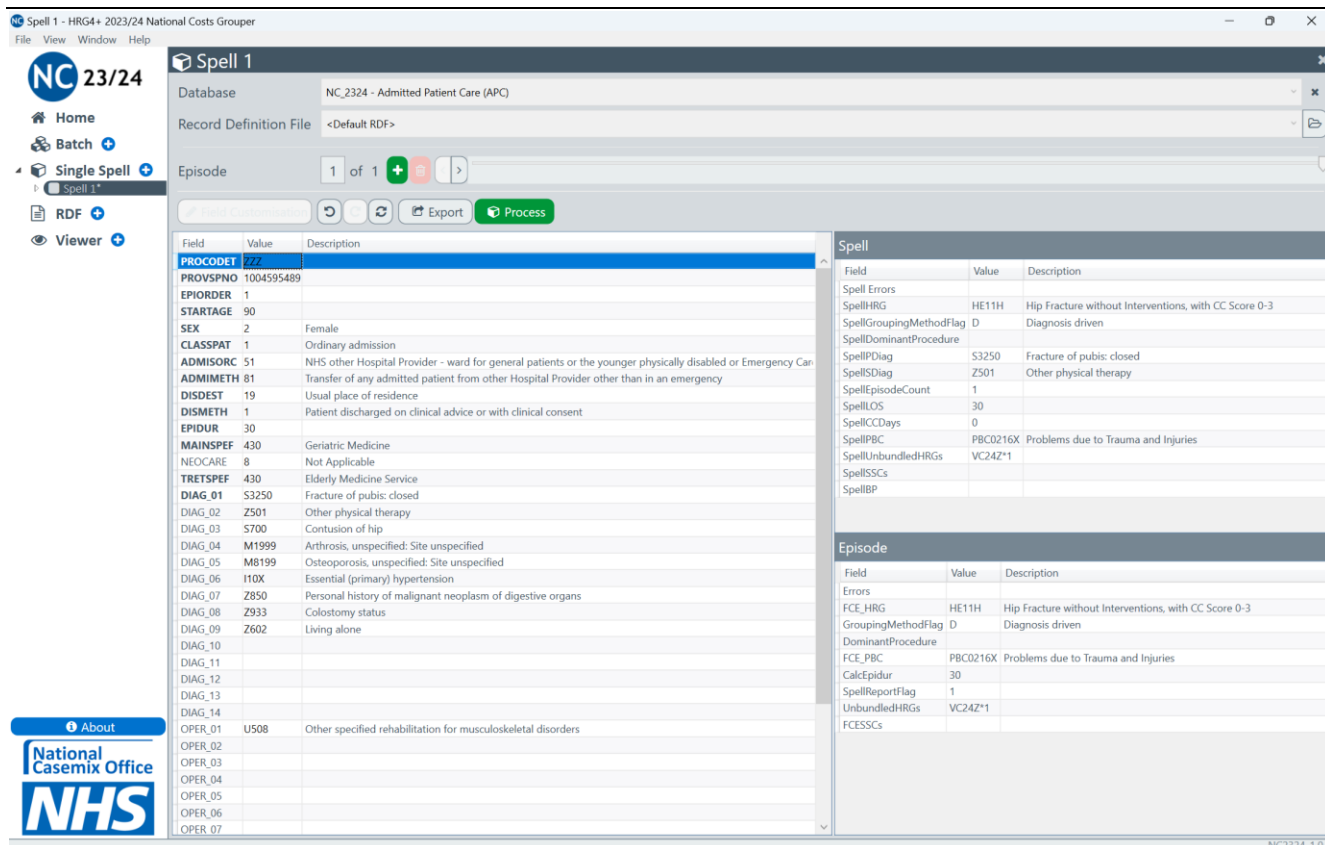 Spell 1 - HRG4+ 2023/24 National Costs Grouper
File View Window Help
NC 23/24
Home
Batch
Single Spell
Spell 1*
RDF
Viewer
About
National
Casemix Office
NHS
Spell 1
Database NC_2324 - Admitted Patient Care (APC)
Record Definition File <Default RDF>
Episode 1 of 1
Export Process
Field Value Description
PROCODET ZZZ
PROVSPNO 1004595489
EPIORDER 1
STARTAGE 90
SEX 2 Female
CLASSPAT 1 Ordinary admission
ADMISORC 51 NHS other Hospital Provider - ward for general patients or the younger physically disabled or Emergency Car
ADMIMETH 81 Transfer of any admitted patient from other Hospital Provider other than in an emergency
DISDEST 19 Usual place of residence
DISMETH 1 Patient discharged on clinical advice or with clinical consent
EPIDUR 30
MAINSPEF 430 Geriatric Medicine
NEOCARE 8 Not Applicable
TRETSPEF 430 Elderly Medicine Service
DIAG_01 S3250 Fracture of pubis: closed
DIAG_02 Z501 Other physical therapy
DIAG_03 S700 Contusion of hip
DIAG_04 M1999 Arthrosis, unspecified: Site unspecified
DIAG_05 M8199 Osteoporosis, unspecified: Site unspecified
DIAG_06 I10X Essential (primary) hypertension
DIAG_07 Z850 Personal history of malignant neoplasm of digestive organs
DIAG_08 Z933 Colostomy status
DIAG_09 Z602 Living alone
DIAG_10
DIAG_11
DIAG_12
DIAG_13
DIAG_14
OPER_01 U508 Other specified rehabilitation for musculoskeletal disorders
OPER_02
OPER_03
OPER_04
OPER_05
OPER_06
OPER_07
Spell
Field Value Description
Spell Errors
SpellHRG HE11H Hip Fracture without Interventions, with CC Score 0-3
SpellGroupingMethodFlag D Diagnosis driven
SpellDominantProcedure
SpellPDiag S3250 Fracture of pubis: closed
SpellSDiag Z501 Other physical therapy
SpellEpisodeCount 1
SpellLOS 30
SpellCCDays 0
SpellPBC PBC0216X Problems due to Trauma and Injuries
SpellUnbundledHRGs VC24Z*1
SpellSSCs
SpellBP
Episode
Field Value Description
Errors
FCE_HRG HE11H Hip Fracture without Interventions, with CC Score 0-3
GroupingMethodFlag D Diagnosis driven
DominantProcedure
FCE_PBC PBC0216X Problems due to Trauma and Injuries
CalcEpidur 30
SpellReportFlag 1
UnbundledHRGs VC24Z*1
FCESSCs